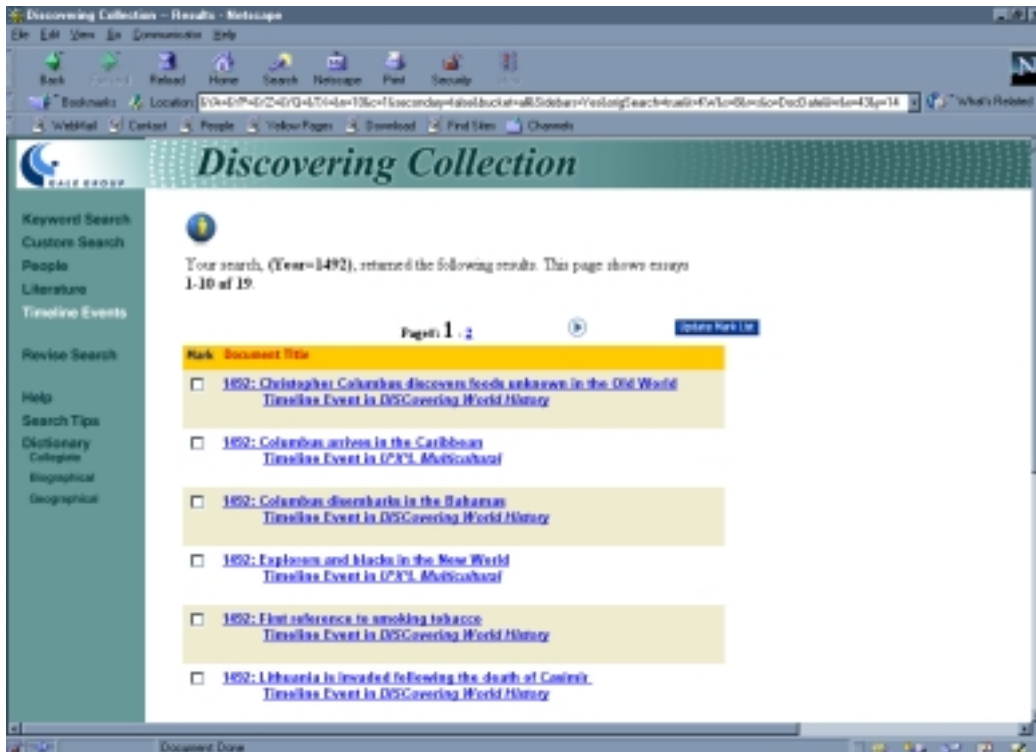 Discovering Collection -- Results - Netscape
File Edit View Go Communicator Help
Back Reload Home Search Netscape Print Security
Bookmarks Location: What's Related
WebMail Contact People Yellow Pages Download Find Sites Channels
GALE GROUP
Discovering Collection
Keyword Search
Custom Search
People
Literature
Timeline Events
Revise Search
Help
Search Tips
Dictionary
Collegiate
Biographical
Geographical
Your search, (Year=1492), returned the following results. This page shows essays
1-10 of 19.
Page#: 1 . 2
Update Mark List
Mark Document Title
1492: Christopher Columbus discovers foods unknown in the Old World
Timeline Event in DISCovering World History
1492: Columbus arrives in the Caribbean
Timeline Event in U*X*L Multicultural
1492: Columbus disembarks in the Bahamas
Timeline Event in DISCovering World History
1492: Explorers and blacks in the New World
Timeline Event in U*X*L Multicultural
1492: First reference to smoking tobacco
Timeline Event in DISCovering World History
1492: Lithuania is invaded following the death of Casimir
Timeline Event in DISCovering World History
Document: Done